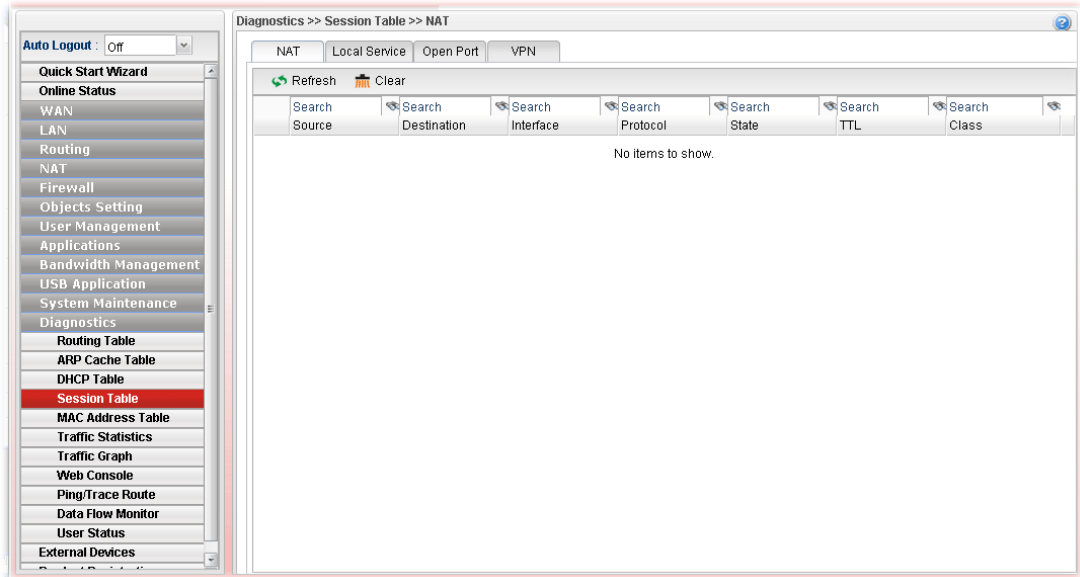 Diagnostics >> Session Table >> NAT
Auto Logout : Off
Quick Start Wizard
Online Status
WAN
LAN
Routing
NAT
Firewall
Objects Setting
User Management
Applications
Bandwidth Management
USB Application
System Maintenance
Diagnostics
Routing Table
ARP Cache Table
DHCP Table
Session Table
MAC Address Table
Traffic Statistics
Traffic Graph
Web Console
Ping/Trace Route
Data Flow Monitor
User Status
External Devices
NAT Local Service Open Port VPN
Refresh Clear
Search Search Search Search Search Search Search
Source Destination Interface Protocol State TTL Class
No items to show.